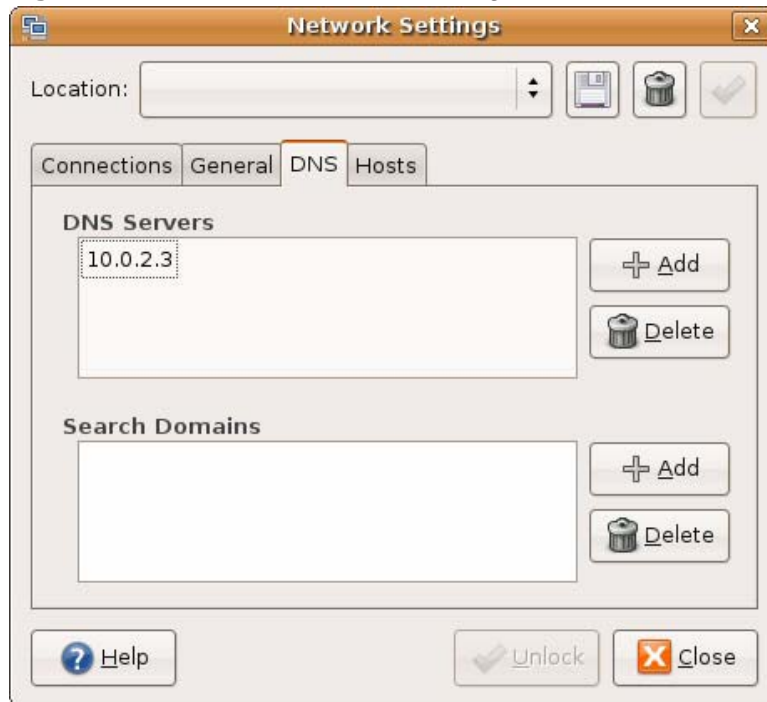 Network Settings
Location:
Connections General DNS Hosts
DNS Servers
10.0.2.3
Add
Delete
Search Domains
Add
Delete
Help
Unlock
Close